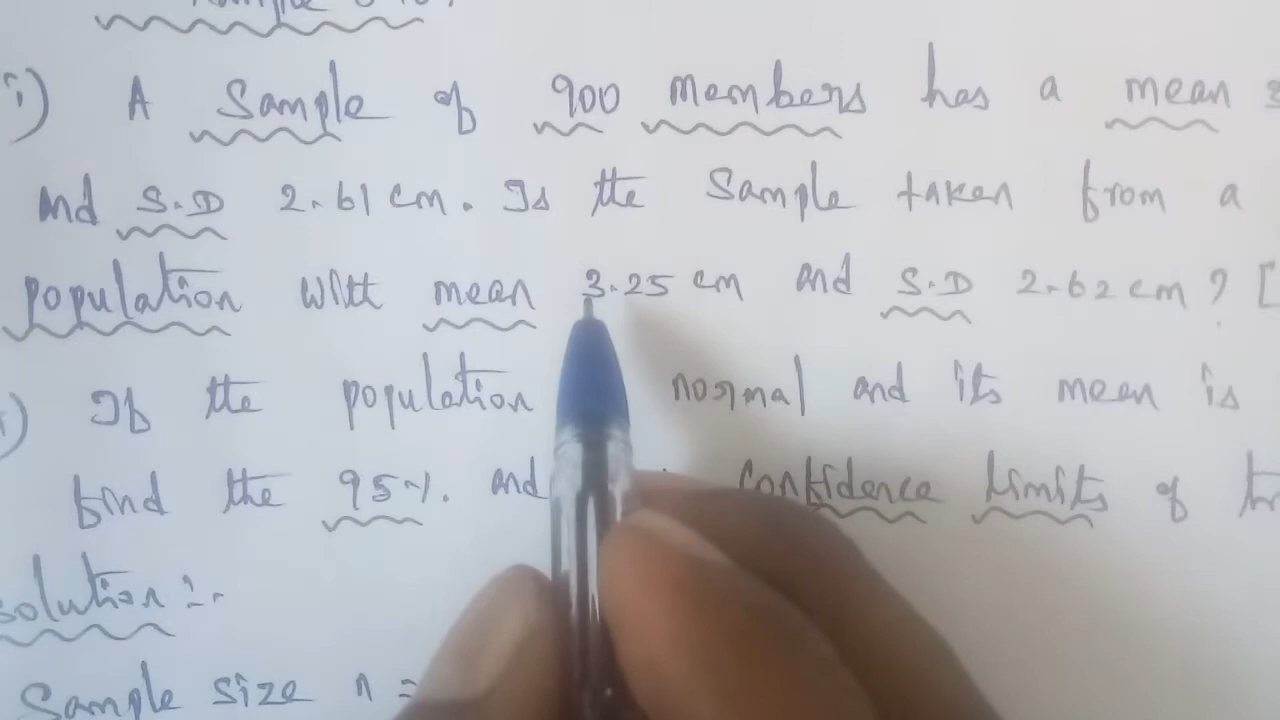 i) A Sample of 900 members has a mean
and S.D 2.61 cm. Is the Sample taken from a
population with mean 3.25 cm and S.D 2.62 cm? [
If the population normal and its mean is
find the 95%. and confidence limits of
solution :-
Sample size n =